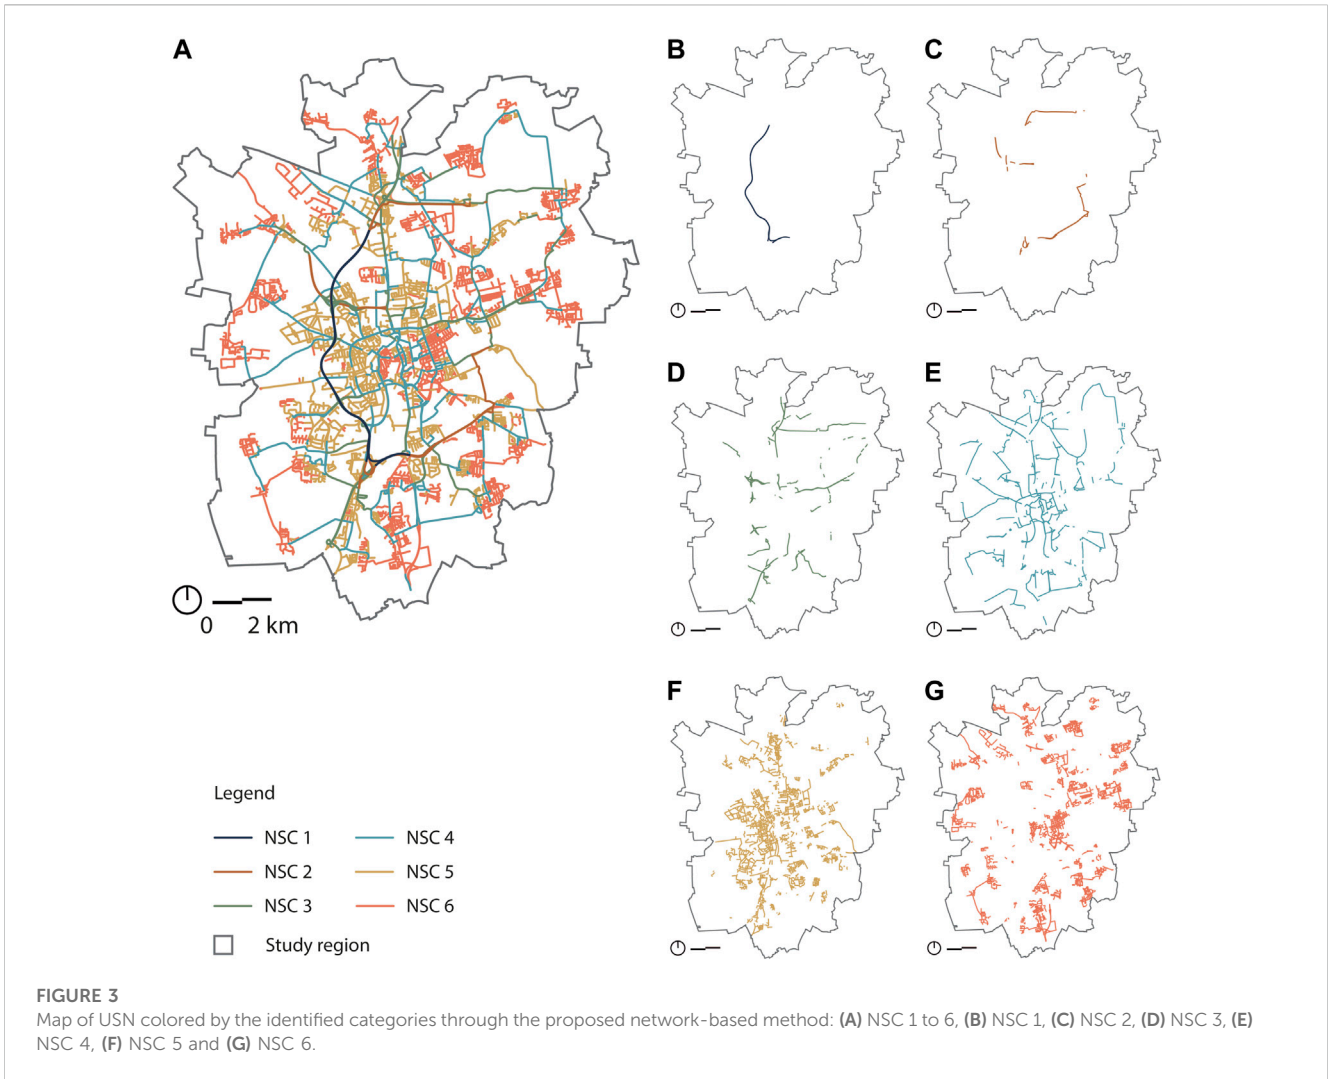 A
B
C
D
E
F
G
0 2 km
Legend
NSC 1 NSC 4
NSC 2 NSC 5
NSC 3 NSC 6
Study region
FIGURE 3
Map of USN colored by the identified categories through the proposed network-based method: (A) NSC 1 to 6, (B) NSC 1, (C) NSC 2, (D) NSC 3, (E)
NSC 4, (F) NSC 5 and (G) NSC 6.